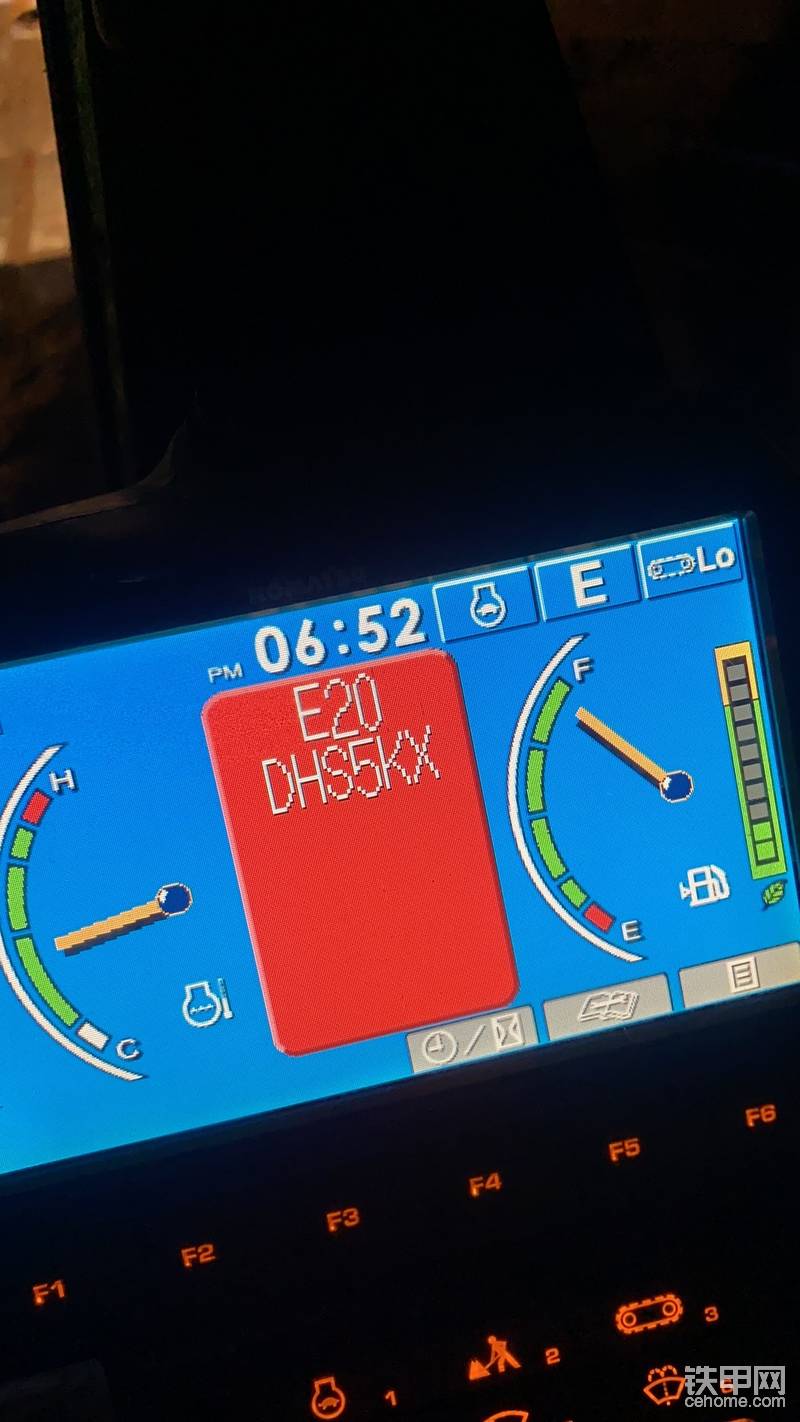 PM 06:52
E
Lo
E20
DHS5KX
H
C
F
E
F1
F2
F3
F4
F5
F6
1
2
3
铁甲网
cehome.com